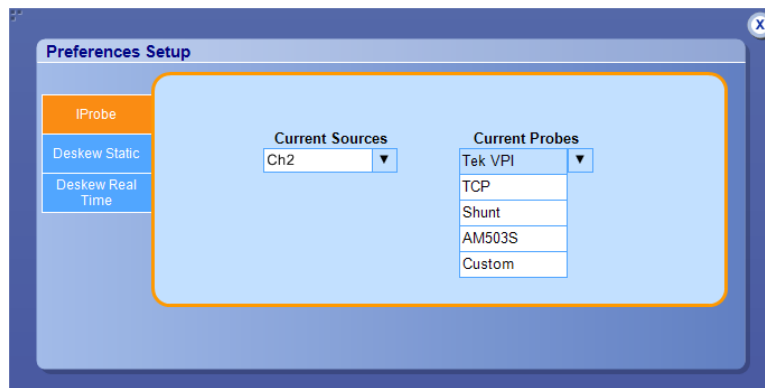 X
Preferences Setup
IProbe
Deskew Static
Deskew Real
Time
Current Sources
Ch2
Current Probes
Tek VPI
TCP
Shunt
AM503S
Custom